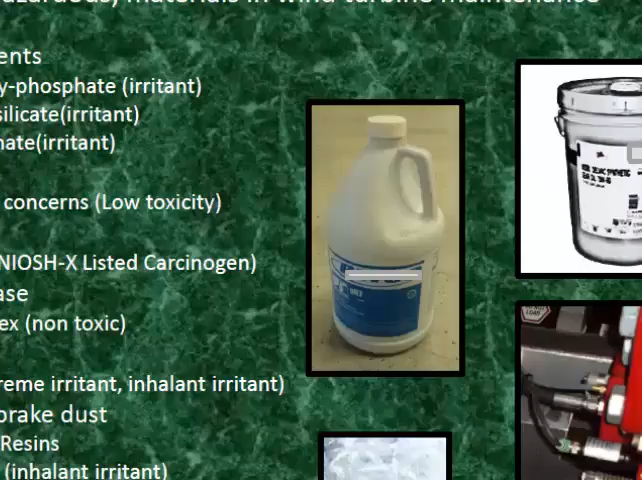 hazardous, materials in wind turbine maintenance
ents
y-phosphate (irritant)
silicate(irritant)
nate(irritant)
concerns (Low toxicity)
NIOSH-X Listed Carcinogen)
ase
ex (non toxic)
reme irritant, inhalant irritant)
brake dust
Resins
(inhalant irritant)
LOAD